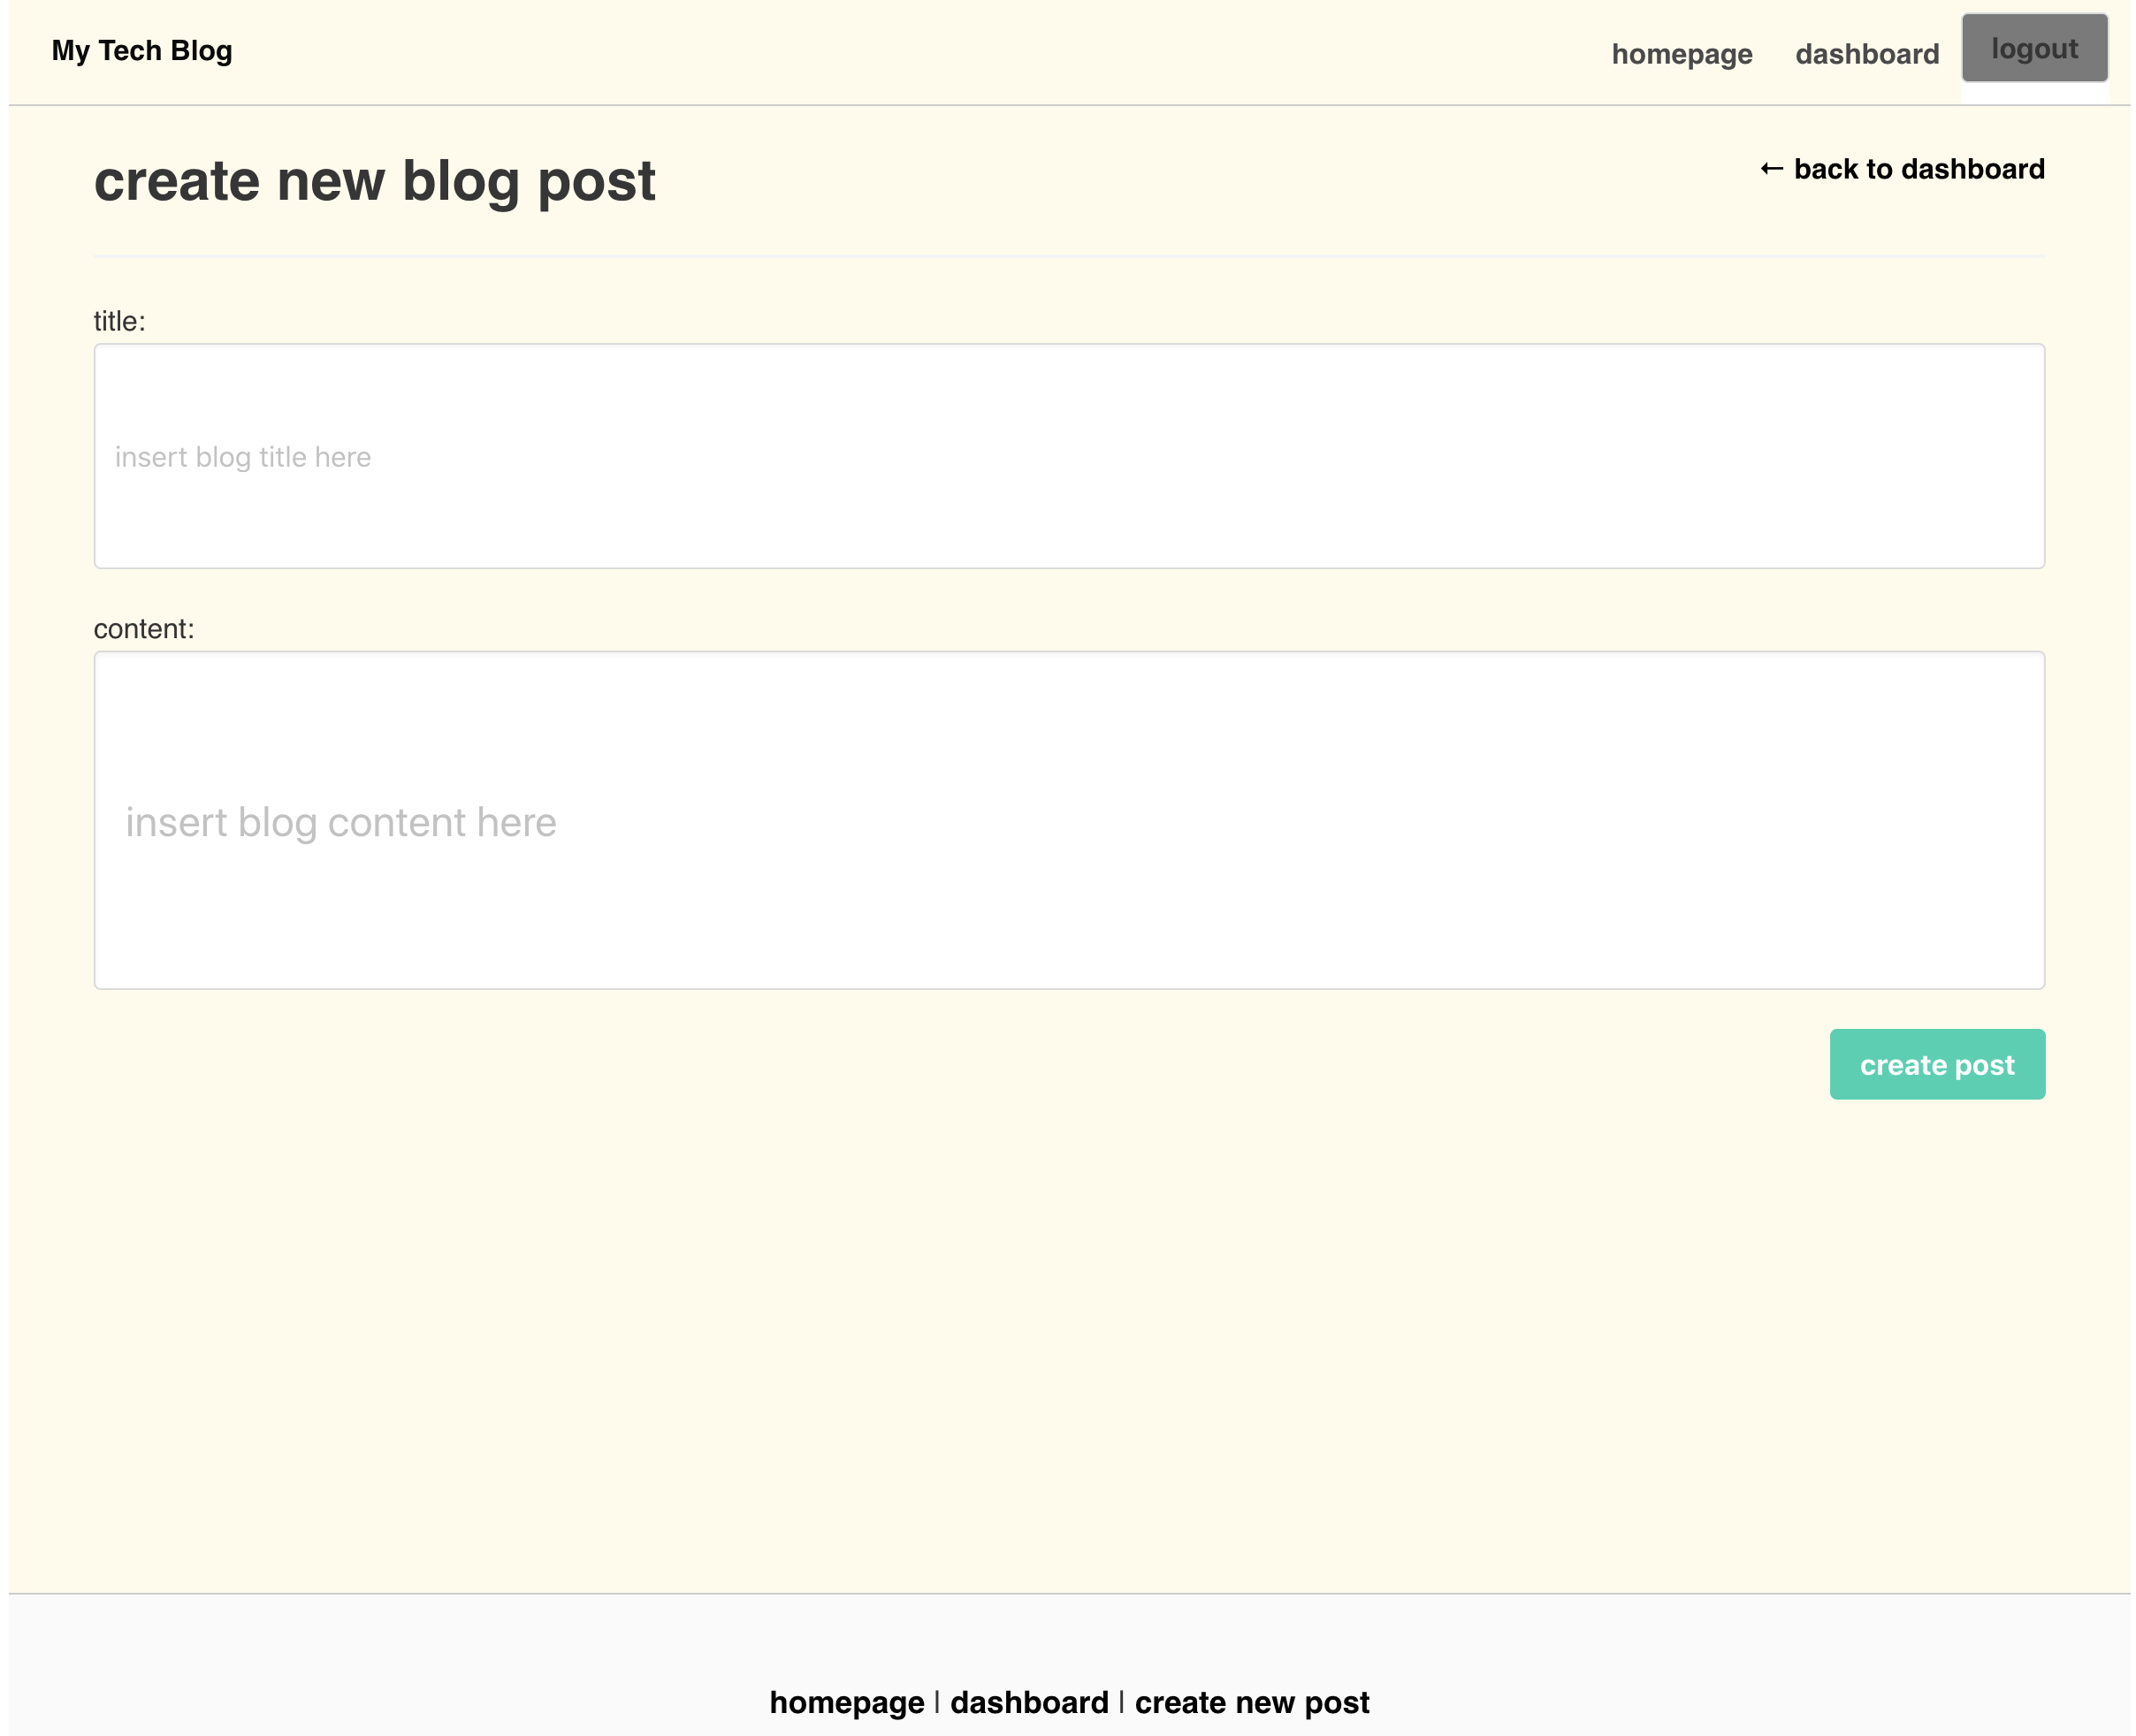 My Tech Blog
homepage dashboard logout
create new blog post
← back to dashboard
title:
insert blog title here
content:
insert blog content here
create post
homepage | dashboard | create new post